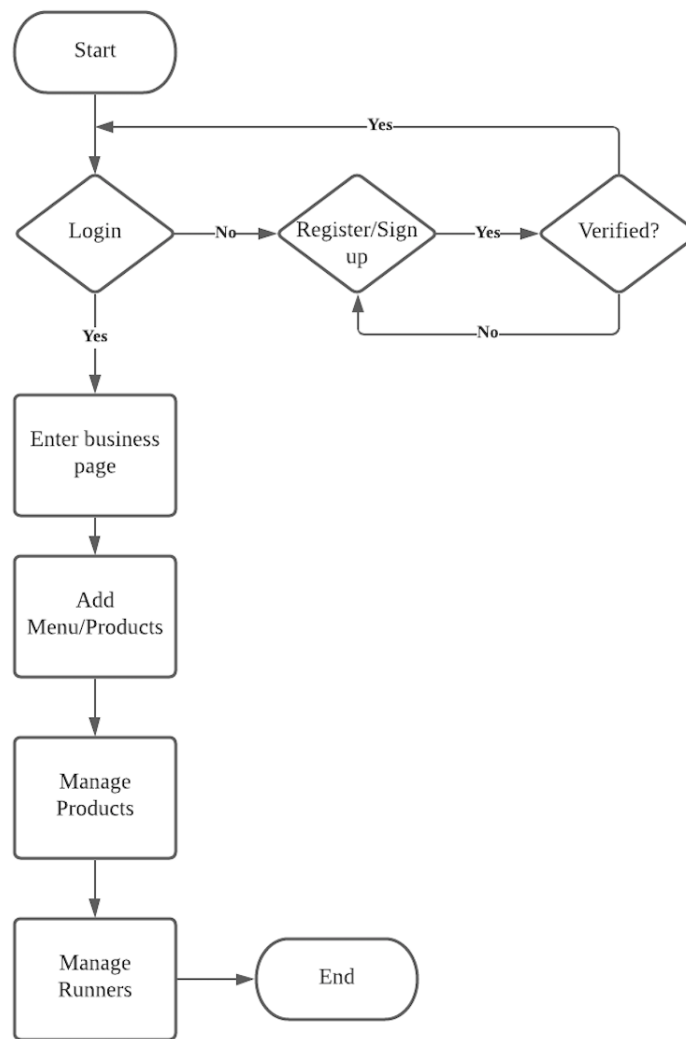 Start
Yes
Login
No
Register/Sign
up
Yes
Verified?
No
Yes
Enter business
page
Add
Menu/Products
Manage
Products
Manage
Runners
End